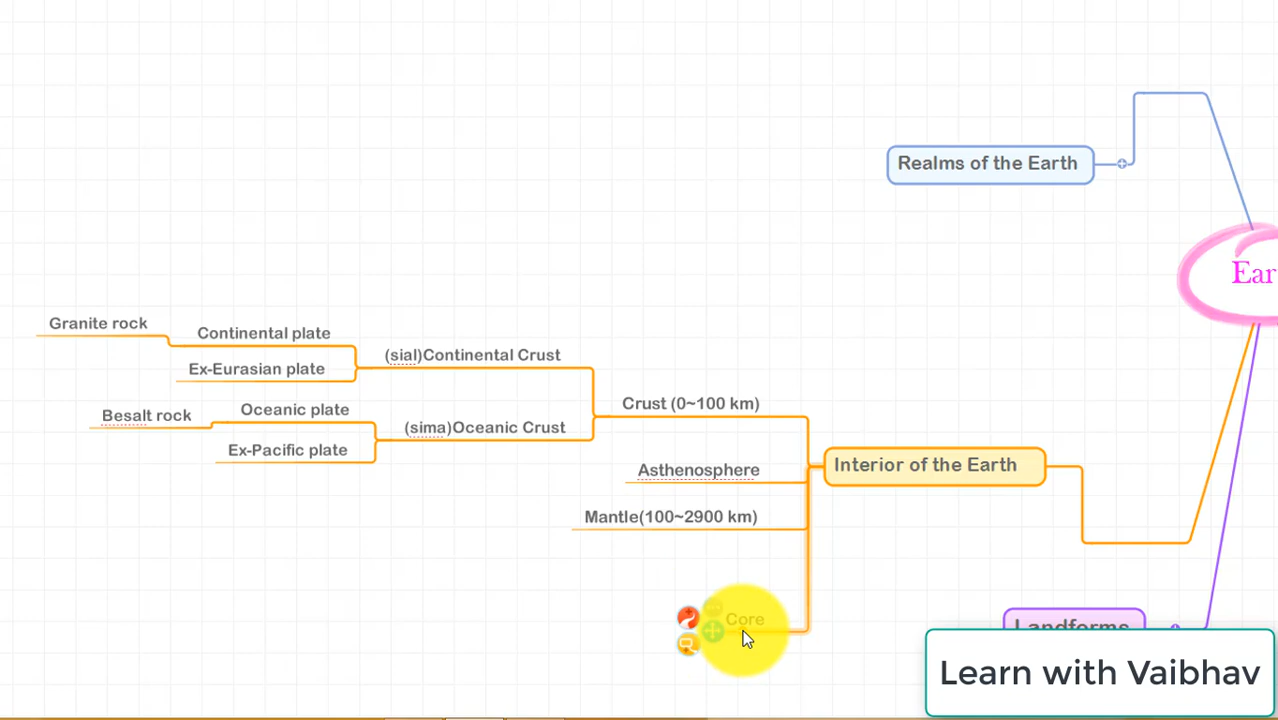 Realms of the Earth
Ear
Granite rock
Continental plate
(sial)Continental Crust
Ex-Eurasian plate
Crust (0~100 km)
Besalt rock
Oceanic plate
(sima)Oceanic Crust
Ex-Pacific plate
Asthenosphere
Interior of the Earth
Mantle(100~2900 km)
Core
Landforms
Learn with Vaibhav